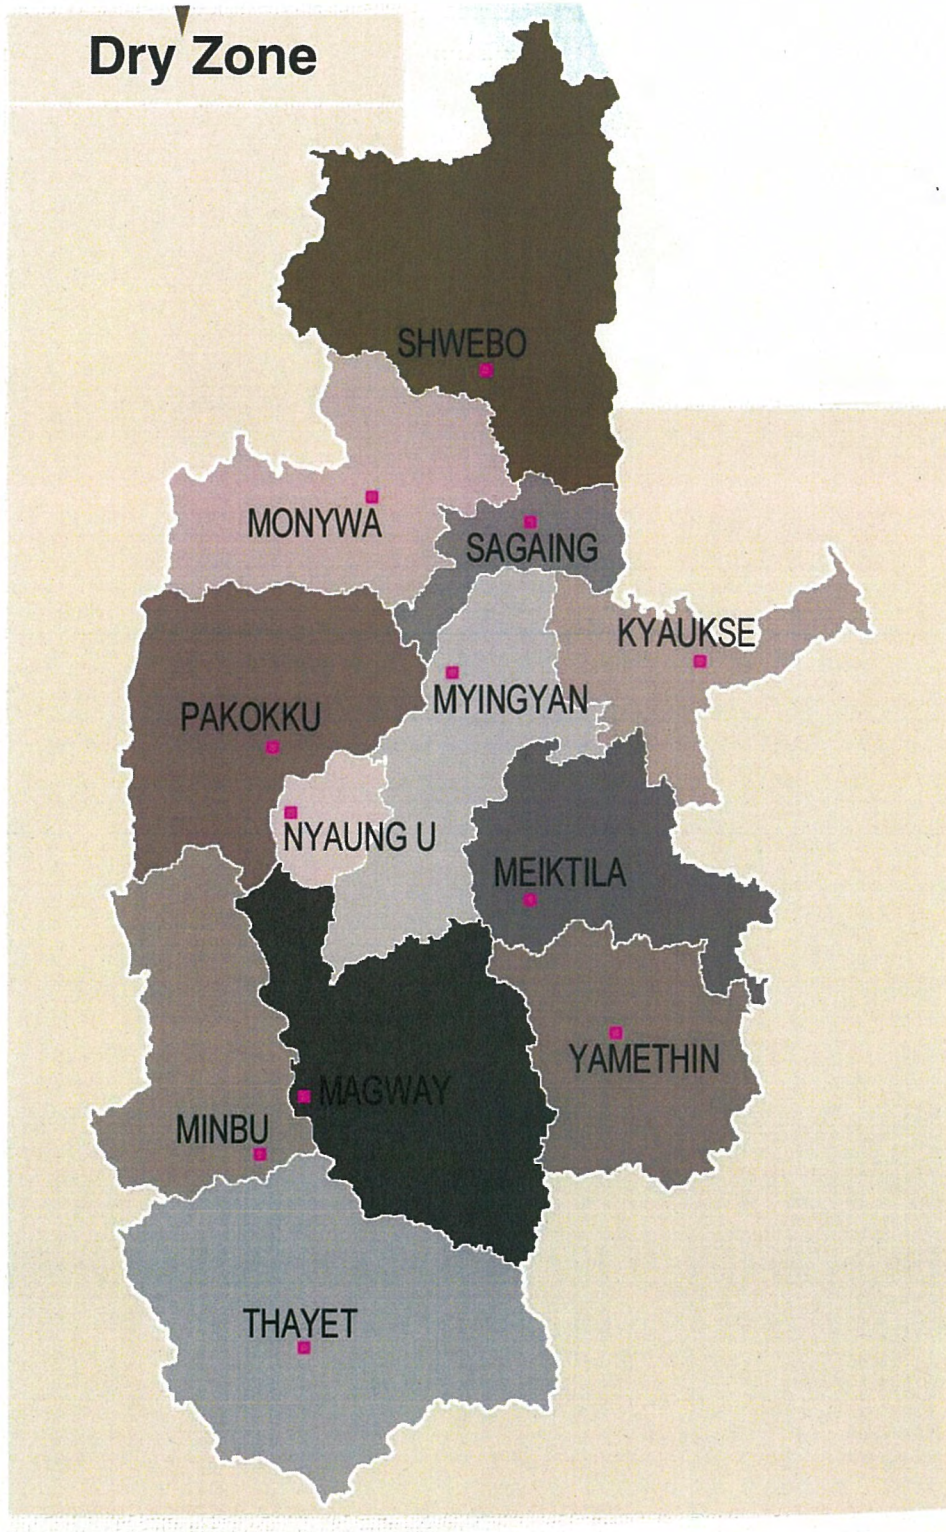 Dry Zone
SHWEBO
MONYWA
SAGAING
KYAUKSE
MYINGYAN
PAKOKKU
NYAUNG U
MEIKTILA
YAMETHIN
MAGWAY
MINBU
THAYET